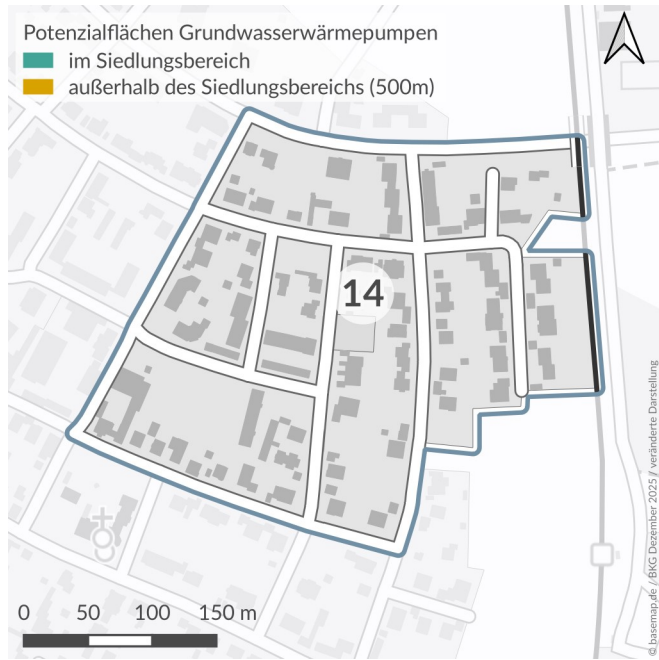 Potenzialflächen Grundwasserwärmepumpen
im Siedlungsbereich
außerhalb des Siedlungsbereichs (500m)
14
0 50 100 150 m
© basemap.de / BKG Dezember 2025 / veränderte Darstellung